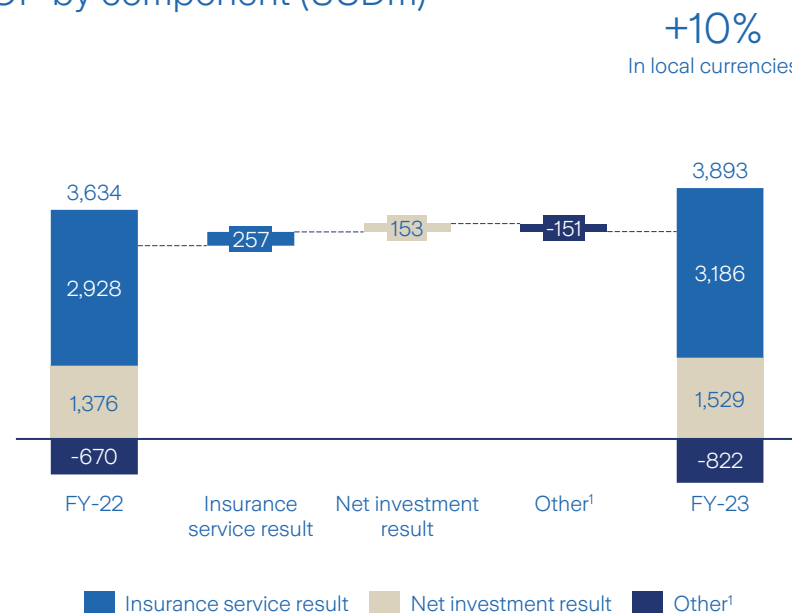 by component
+10%
In local currencies
3,634
3,893
257
153
-151
2,928
3,186
1,376
1,529
-670
-822
FY-22
Insurance
service result
Net investment
result
Other¹
FY-23
Insurance service result
Net investment result
Other¹